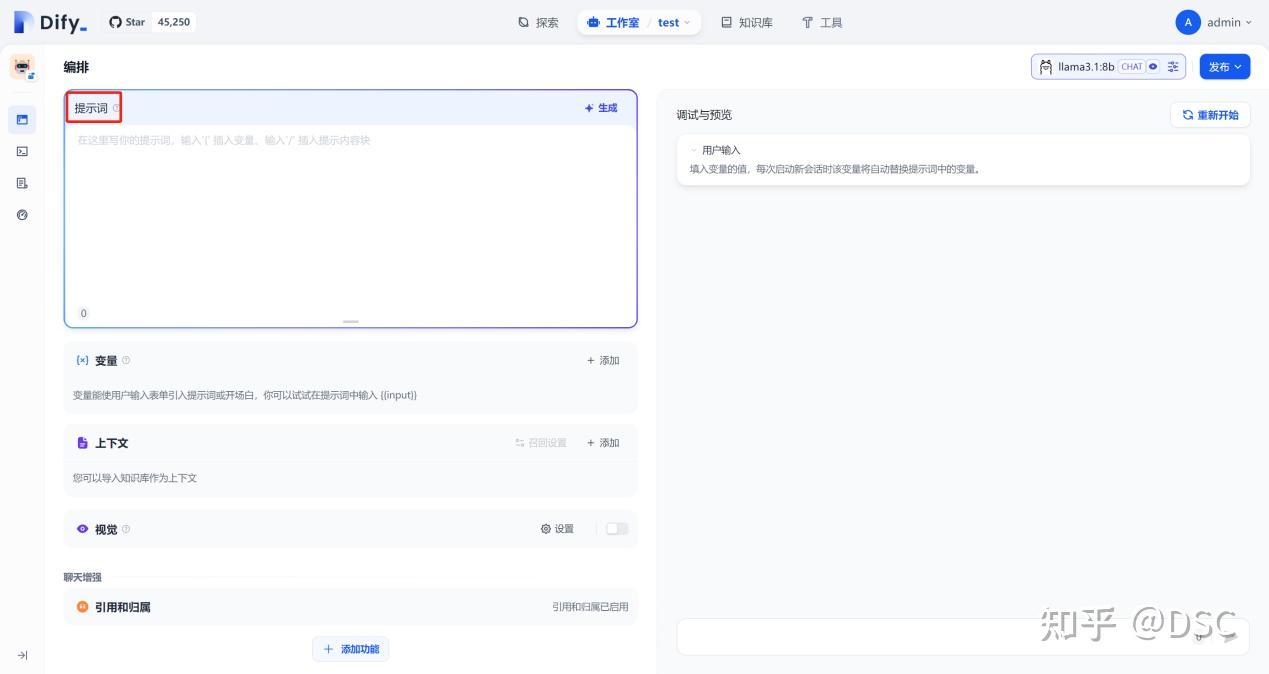 Dify_
Star 45,250
探索
工作室 / test
知识库
工具
A admin
编排
llama3.1:8b CHAT
发布
提示词
生成
在这里写你的提示词，输入'{' 插入变量、输入'/' 插入提示内容块
0
调试与预览
重新开始
用户输入
填入变量的值，每次启动新会话时该变量将自动替换提示词中的变量。
{x} 变量
+ 添加
变量能使用户输入表单引入提示词或开场白，你可以试试在提示词中输入 {{input}}
上下文
召回设置
+ 添加
您可以导入知识库作为上下文
视觉
设置
聊天增强
引用和归属
引用和归属已启用
+ 添加功能
0
知乎 @DSC